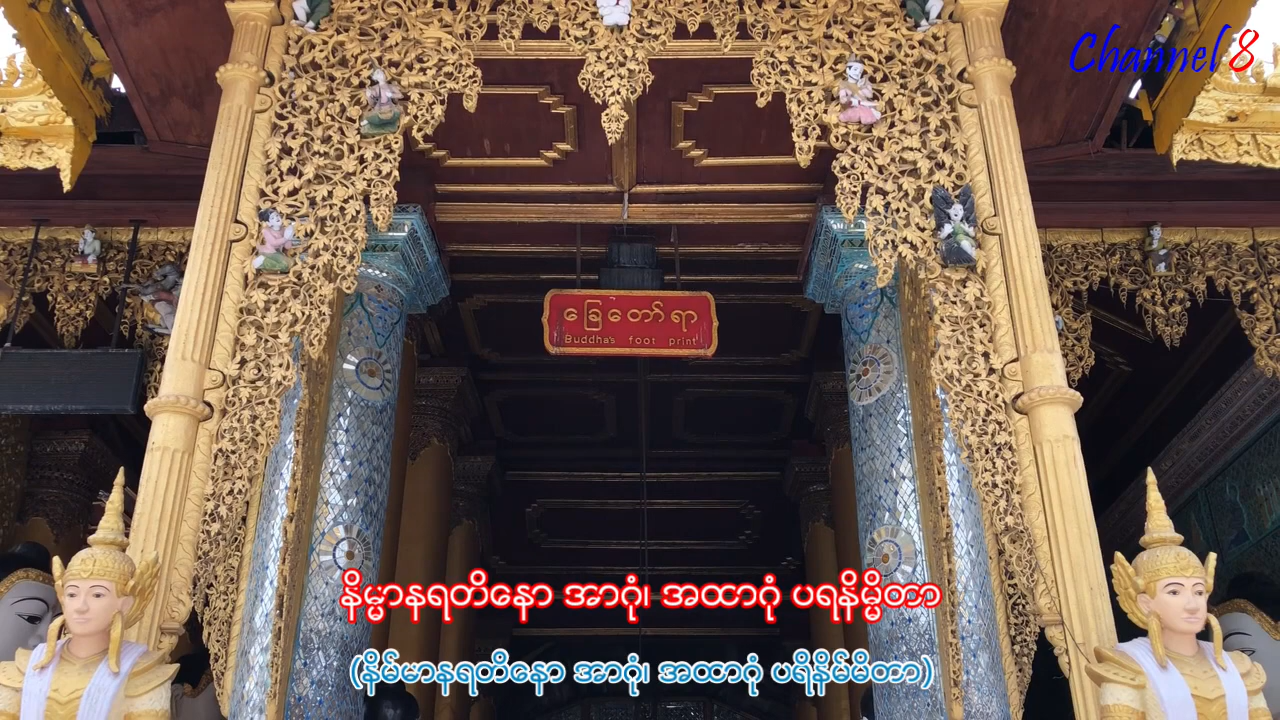 Channel 8
ခြေတော်ရာ
Buddha's foot print
နိမ္မာနရတိနော အာဂုံ၊ အထာဂုံ ပရနိမ္မိတာ
(နိမ်မာနရတိနော အာဂုံ၊ အထာဂုံ ပရိနိမ်မိတာ)